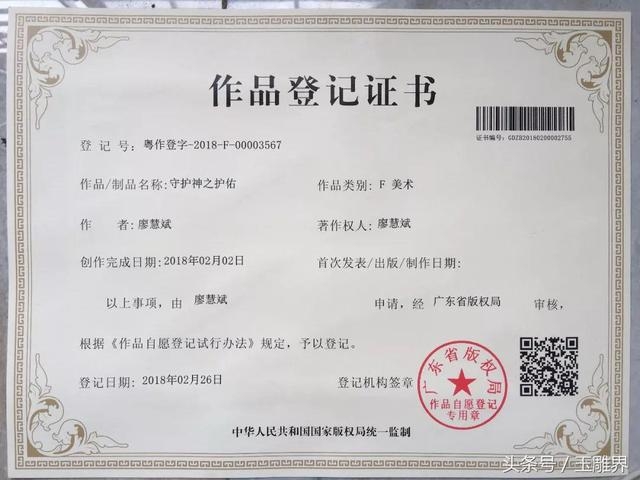 作品登记证书
证书编号：GDZB20180200002755
登 记 号：粤作登字-2018-F-00003567
作品/制品名称：守护神之护佑 作品类别：F 美术
作 者：廖慧斌 著作权人：廖慧斌
创作完成日期：2018年02月02日 首次发表/出版/制作日期：
以上事项，由 廖慧斌 申请，经 广东省版权局 审核，
根据《作品自愿登记试行办法》规定，予以登记。
登记日期：2018年02月26日 登记机构签章
广东省版权局
作品自愿登记
专用章
中华人民共和国国家版权局统一监制
头条号／玉雕界